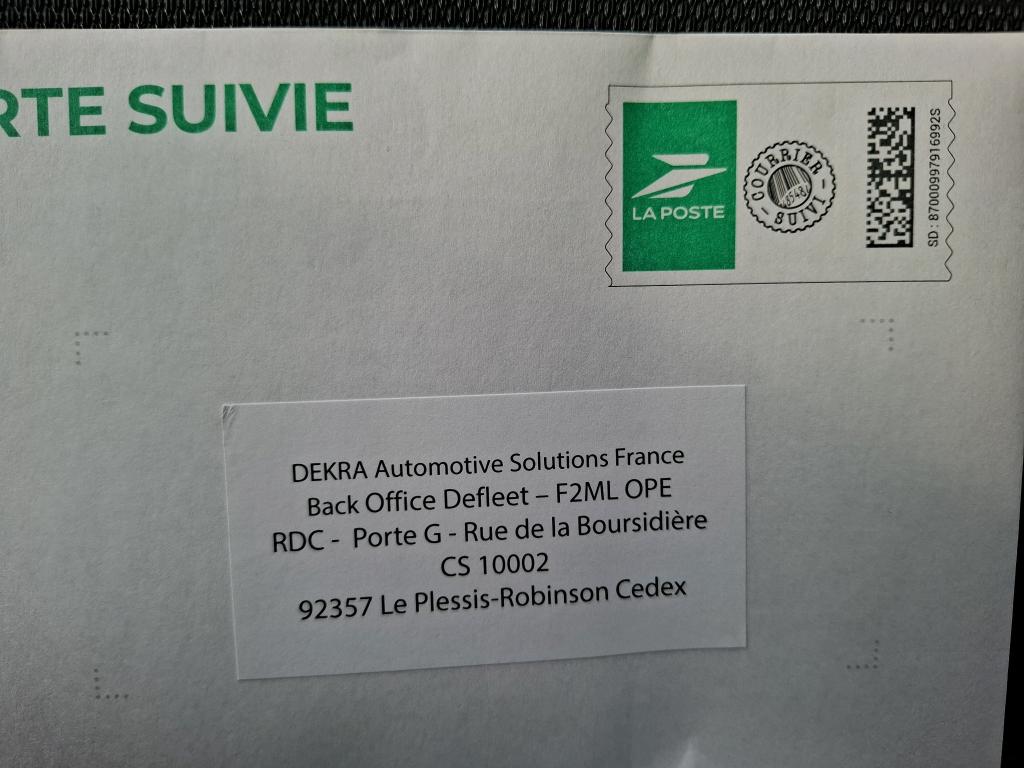 RTE SUIVIE
LA POSTE
COURRIER
SUIVI
SD : 87000997916992S
DEKRA Automotive Solutions France
Back Office Defleet – F2ML OPE
RDC - Porte G - Rue de la Boursidière
CS 10002
92357 Le Plessis-Robinson Cedex